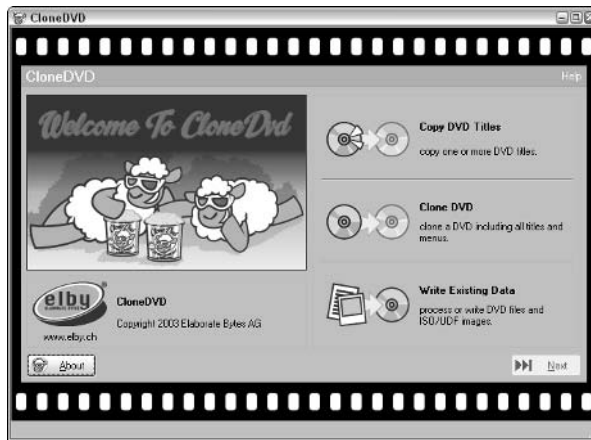 CloneDVD
CloneDVD
Help
Welcome To CloneDvd
Copy DVD Titles
copy one or more DVD titles.
Clone DVD
clone a DVD including all titles and
menus.
Write Existing Data
process or write DVD files and
ISO/UDF images.
elby
www.elby.ch
CloneDVD
Copyright 2003 Elaborate Bytes AG
About
Next